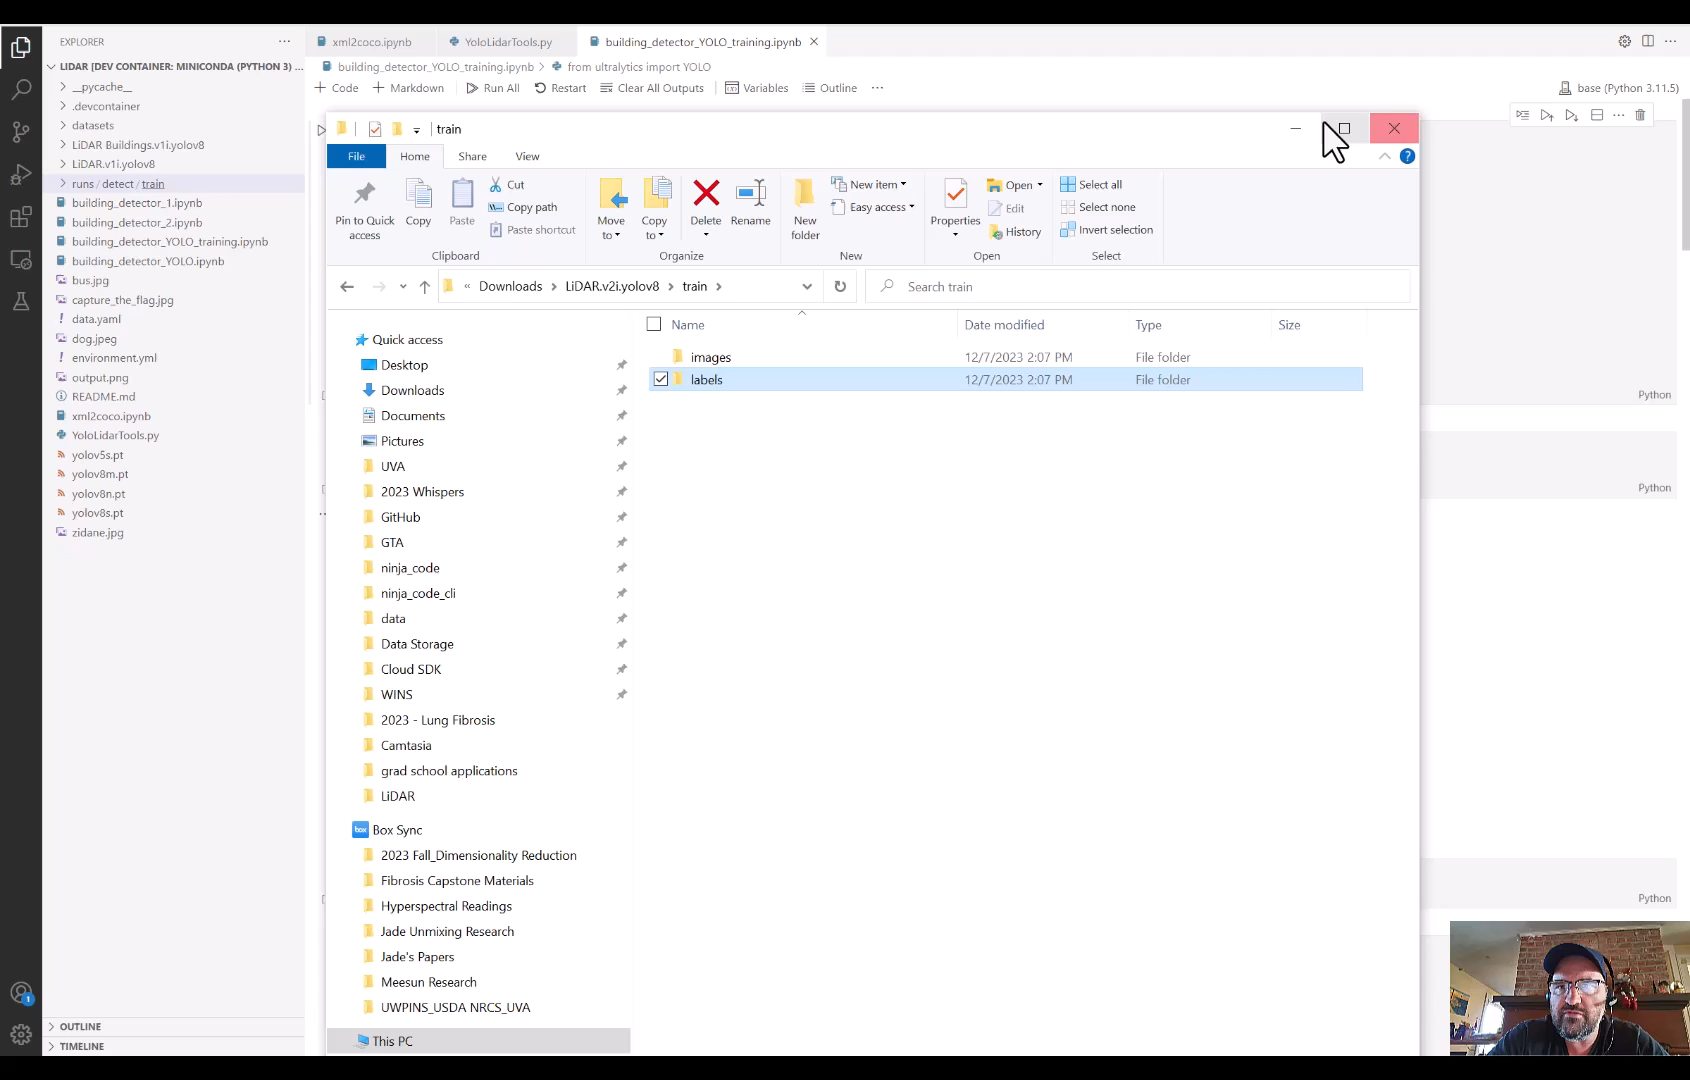 EXPLORER
xml2coco.ipynb
YoloLidarTools.py
building_detector_YOLO_training.ipynb
LIDAR [DEV CONTAINER: MINICONDA (PYTHON 3) ...
building_detector_YOLO_training.ipynb > from ultralytics import YOLO
__pycache__
+ Code + Markdown Run All Restart Clear All Outputs Variables Outline ...
base (Python 3.11.5)
.devcontainer
datasets
LiDAR Buildings.v1i.yolov8
LiDAR.v1i.yolov8
runs / detect / train
building_detector_1.ipynb
building_detector_2.ipynb
building_detector_YOLO_training.ipynb
building_detector_YOLO.ipynb
bus.jpg
capture_the_flag.jpg
data.yaml
dog.jpeg
environment.yml
output.png
README.md
xml2coco.ipynb
YoloLidarTools.py
yolov5s.pt
yolov8m.pt
yolov8n.pt
yolov8s.pt
zidane.jpg
OUTLINE
TIMELINE
1
train
File Home Share View
Pin to Quick access
Copy
Paste
Cut
Copy path
Paste shortcut
Clipboard
Move to
Copy to
Delete
Rename
Organize
New folder
New item
Easy access
New
Properties
Open
Edit
History
Open
Select all
Select none
Invert selection
Select
« Downloads > LiDAR.v2i.yolov8 > train >
Search train
Name Date modified Type Size
images 12/7/2023 2:07 PM File folder
labels 12/7/2023 2:07 PM File folder
Quick access
Desktop
Downloads
Documents
Pictures
UVA
2023 Whispers
GitHub
GTA
ninja_code
ninja_code_cli
data
Data Storage
Cloud SDK
WINS
2023 - Lung Fibrosis
Camtasia
grad school applications
LiDAR
box Box Sync
2023 Fall_Dimensionality Reduction
Fibrosis Capstone Materials
Hyperspectral Readings
Jade Unmixing Research
Jade's Papers
Meesun Research
UWPINS_USDA NRCS_UVA
This PC
Python
Python
Python